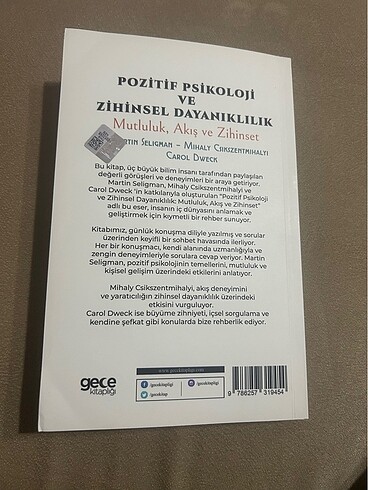 POZİTİF PSİKOLOJİ
VE
ZİHİNSEL DAYANIKLILIK
Mutluluk, Akış ve Zihinset
MARTIN SELIGMAN – MIHALY CSIKSZENTMIHALYI
CAROL DWECK
Bu kitap, üç büyük bilim insanı tarafından paylaşılan
değerli görüşleri ve deneyimleri bir araya getiriyor.
Martin Seligman, Mihaly Csikszentmihalyi ve
Carol Dweck 'in katkılarıyla oluşturulan "Pozitif Psikoloji
ve Zihinsel Dayanıklılık: Mutluluk, Akış ve Zihinset"
adlı bu eser, insanın iç dünyasını anlamak ve
geliştirmek için kıymetli bir rehber sunuyor.
Kitabımız, günlük konuşma diliyle yazılmış ve sorular
üzerinden keyifli bir sohbet havasında ilerliyor.
Her bir konuşmacı, kendi alanında uzmanlığıyla ve
zengin deneyimleriyle sorulara cevap veriyor. Martin
Seligman, pozitif psikolojinin temellerini, mutluluk ve
kişisel gelişim üzerindeki etkilerini anlatıyor.
Mihaly Csikszentmihalyi, akış deneyimini
ve yaratıcılığın zihinsel dayanıklılık üzerindeki
etkisini vurguluyor.
Carol Dweck ise büyüme zihniyeti, içsel sorgulama ve
kendine şefkat gibi konularda bize rehberlik ediyor.
gece
kitaplığı
www.gecekitapligi.com
/gecekitapligi
/gecekitap
/gecekitapligi
9 786257 319454